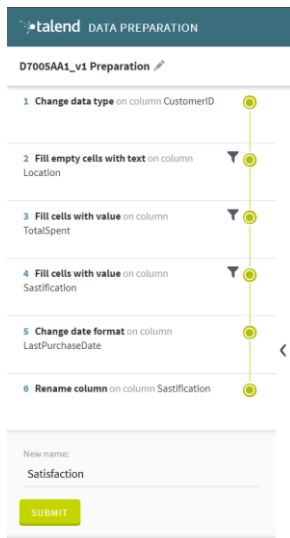 talend DATA PREPARATION
D7005AA1_v1 Preparation
1 Change data type on column CustomerID
2 Fill empty cells with text on column
Location
3 Fill cells with value on column
TotalSpent
4 Fill cells with value on column
Sastification
5 Change date format on column
LastPurchaseDate
6 Rename column on column Sastification
New name:
Satisfaction
SUBMIT